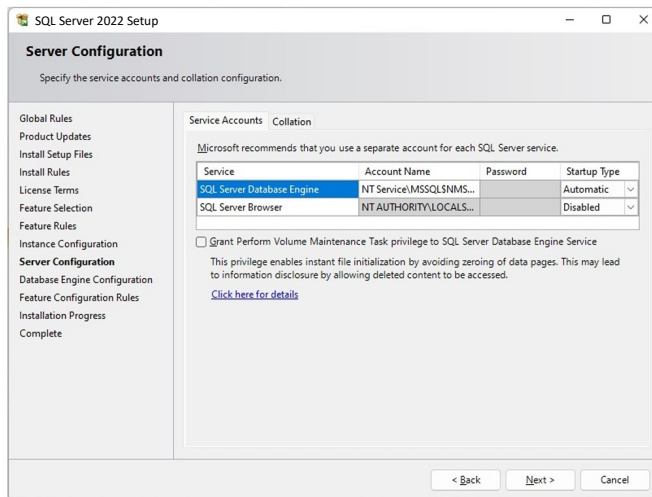 SQL Server 2022 Setup
Server Configuration
Specify the service accounts and collation configuration.
Global Rules
Product Updates
Install Setup Files
Install Rules
License Terms
Feature Selection
Feature Rules
Instance Configuration
Server Configuration
Database Engine Configuration
Feature Configuration Rules
Installation Progress
Complete
Service Accounts Collation
Microsoft recommends that you use a separate account for each SQL Server service.
Service Account Name Password Startup Type
SQL Server Database Engine NT Service\MSSQL$NMS... Automatic
SQL Server Browser NT AUTHORITY\LOCALS... Disabled
Grant Perform Volume Maintenance Task privilege to SQL Server Database Engine Service
This privilege enables instant file initialization by avoiding zeroing of data pages. This may lead
to information disclosure by allowing deleted content to be accessed.
Click here for details
< Back Next > Cancel